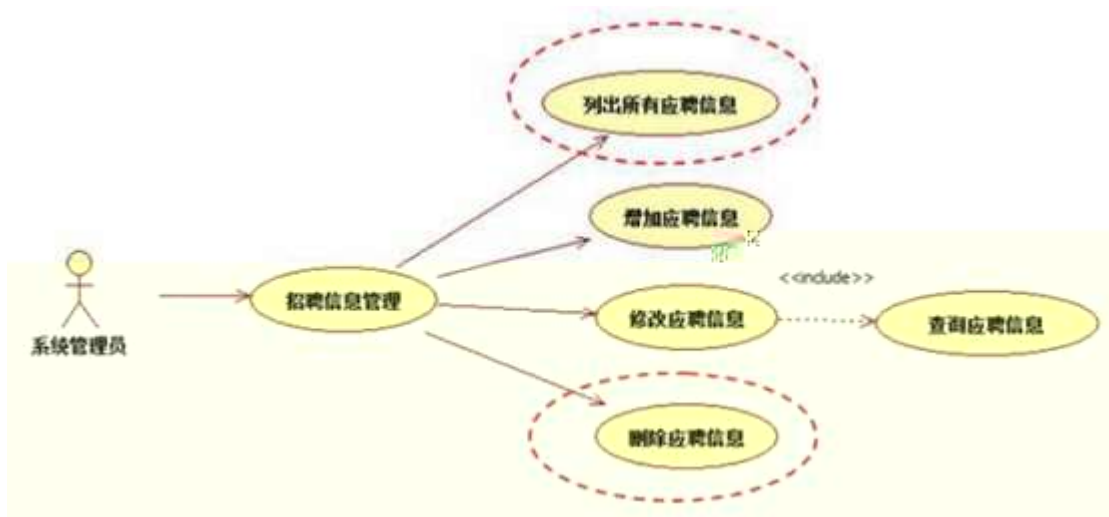 列出所有应聘信息
增加应聘信息
<<include>>
招聘信息管理
修改应聘信息
查询应聘信息
系统管理员
删除应聘信息